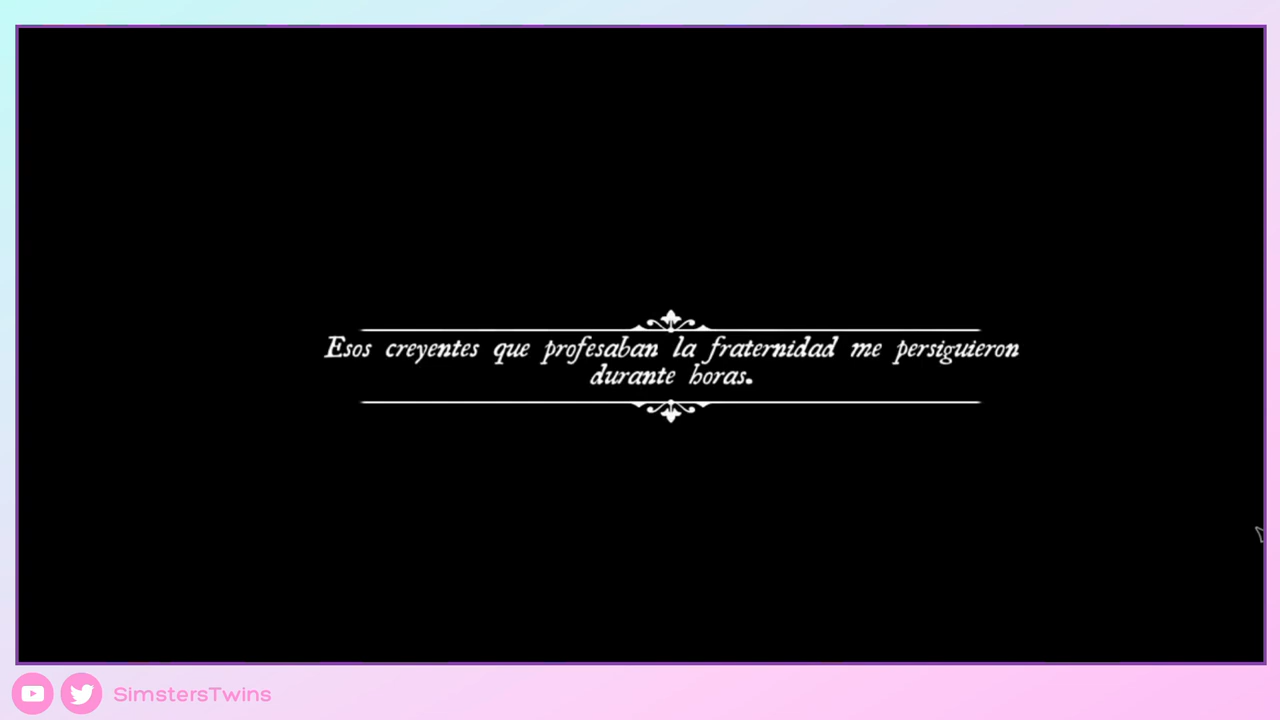 Esos creyentes que profesaban la fraternidad me persiguieron
durante horas.
SimstersTwins